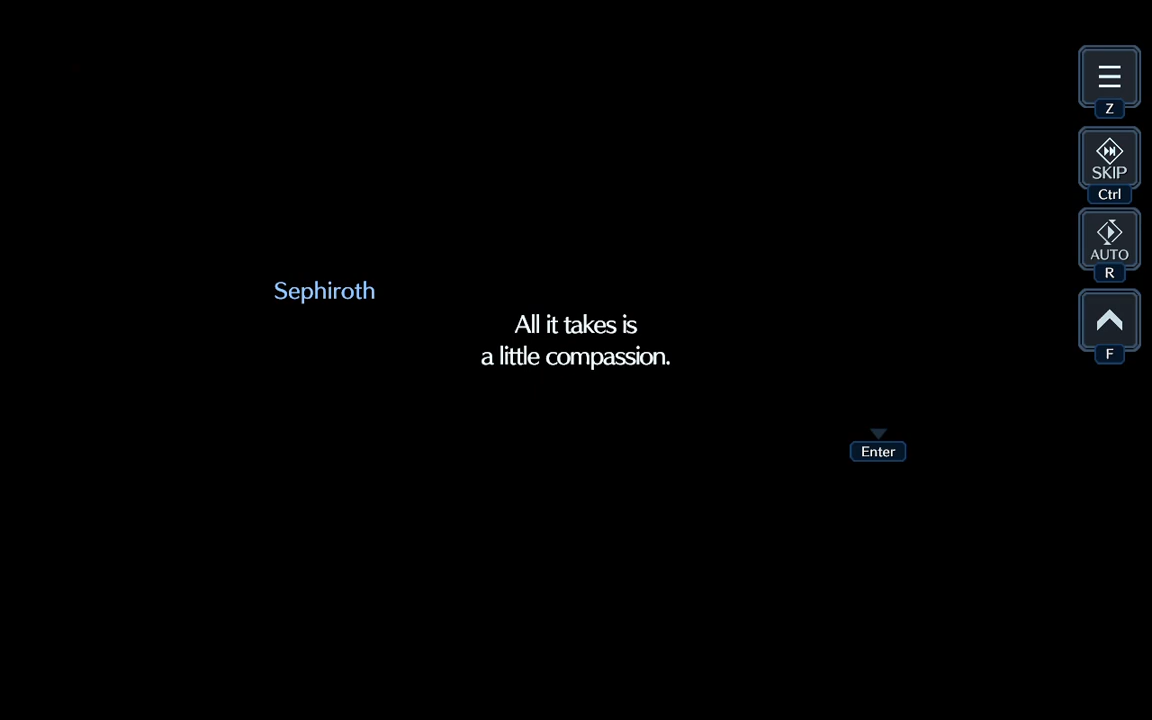 Z
SKIP
Ctrl
AUTO
R
Sephiroth
All it takes is
a little compassion.
F
Enter